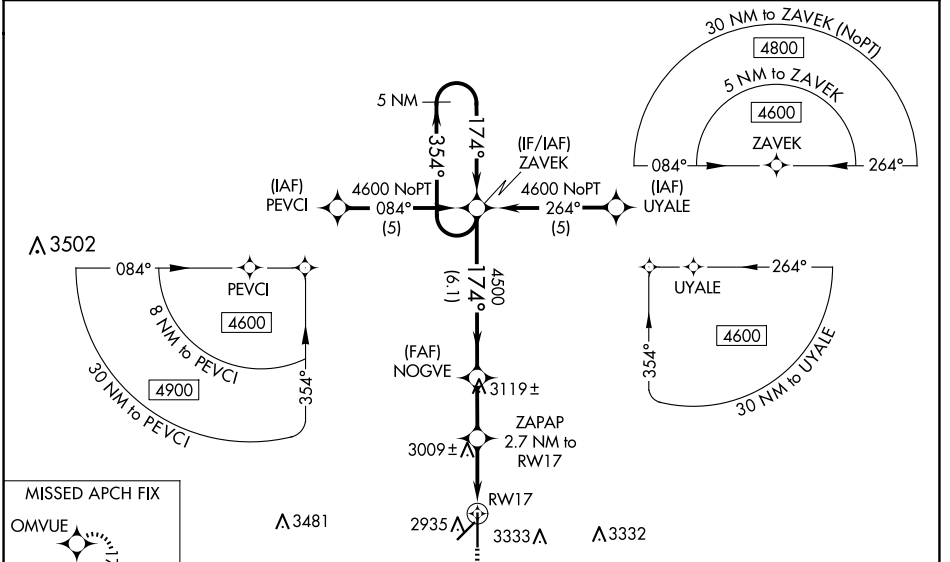 30 NM to ZAVEK (NoPT)
4800
5 NM to ZAVEK
4600
ZAVEK
084°
264°
5 NM
354°
174°
(IF/IAF)
ZAVEK
(IAF)
PEVCI
4600 NoPT
084°
(5)
4600 NoPT
264°
(5)
(IAF)
UYALE
3502
084°
PEVCI
4600
8 NM to PEVCI
4900
30 NM to PEVCI
354°
4500
174°
(6.1)
264°
UYALE
4600
354°
30 NM to UYALE
(FAF)
NOGVE
3119±
ZAPAP
2.7 NM to
RW17
3009±
RW17
MISSED APCH FIX
OMVUE
3481
2935
3333
3332